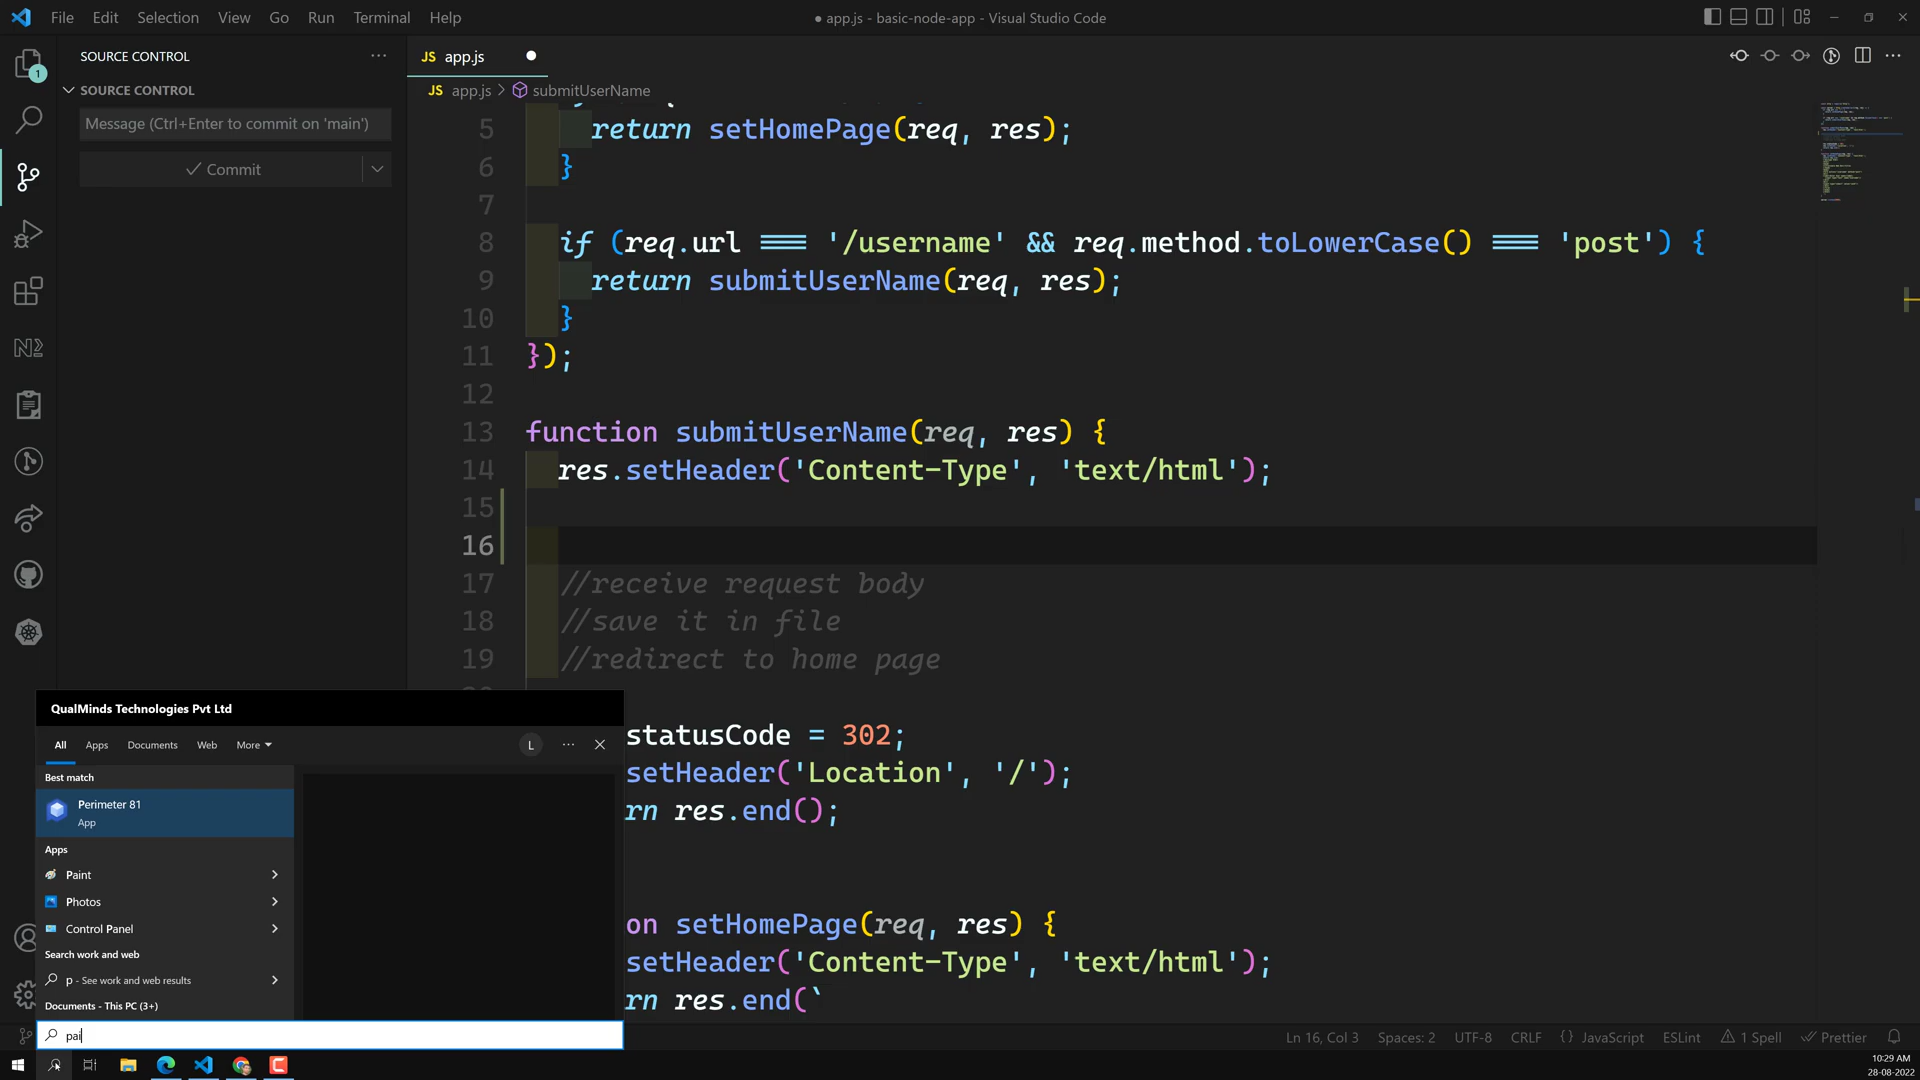 File Edit Selection View Go Run Terminal Help
● app.js - basic-node-app - Visual Studio Code
SOURCE CONTROL
SOURCE CONTROL
Message (Ctrl+Enter to commit on 'main')
Commit
1
JS app.js
JS app.js > submitUserName
5 return setHomePage(req, res);
6 }
7
8 if (req.url === '/username' && req.method.toLowerCase() === 'post') {
9 return submitUserName(req, res);
10 }
11 });
12
13 function submitUserName(req, res) {
14 res.setHeader('Content-Type', 'text/html');
15
16
17 //receive request body
18 //save it in file
19 //redirect to home page
statusCode = 302;
setHeader('Location', '/');
rn res.end();
on setHomePage(req, res) {
setHeader('Content-Type', 'text/html');
rn res.end(`
QualMinds Technologies Pvt Ltd
All Apps Documents Web More
L
Best match
Perimeter 81
App
Apps
Paint
Photos
Control Panel
Search work and web
p - See work and web results
Documents - This PC (3+)
pai
Ln 16, Col 3 Spaces: 2 UTF-8 CRLF {} JavaScript ESLint 1 Spell Prettier
10:29 AM
28-08-2022